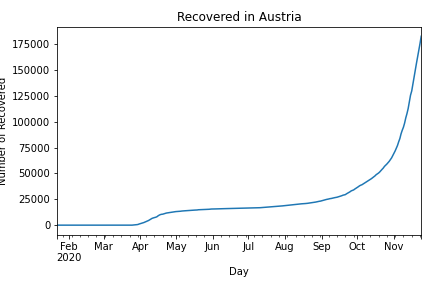 Recovered in Austria
Number of Recovered
175000
150000
125000
100000
75000
50000
25000
0
Feb Mar Apr May Jun Jul Aug Sep Oct Nov
2020
Day